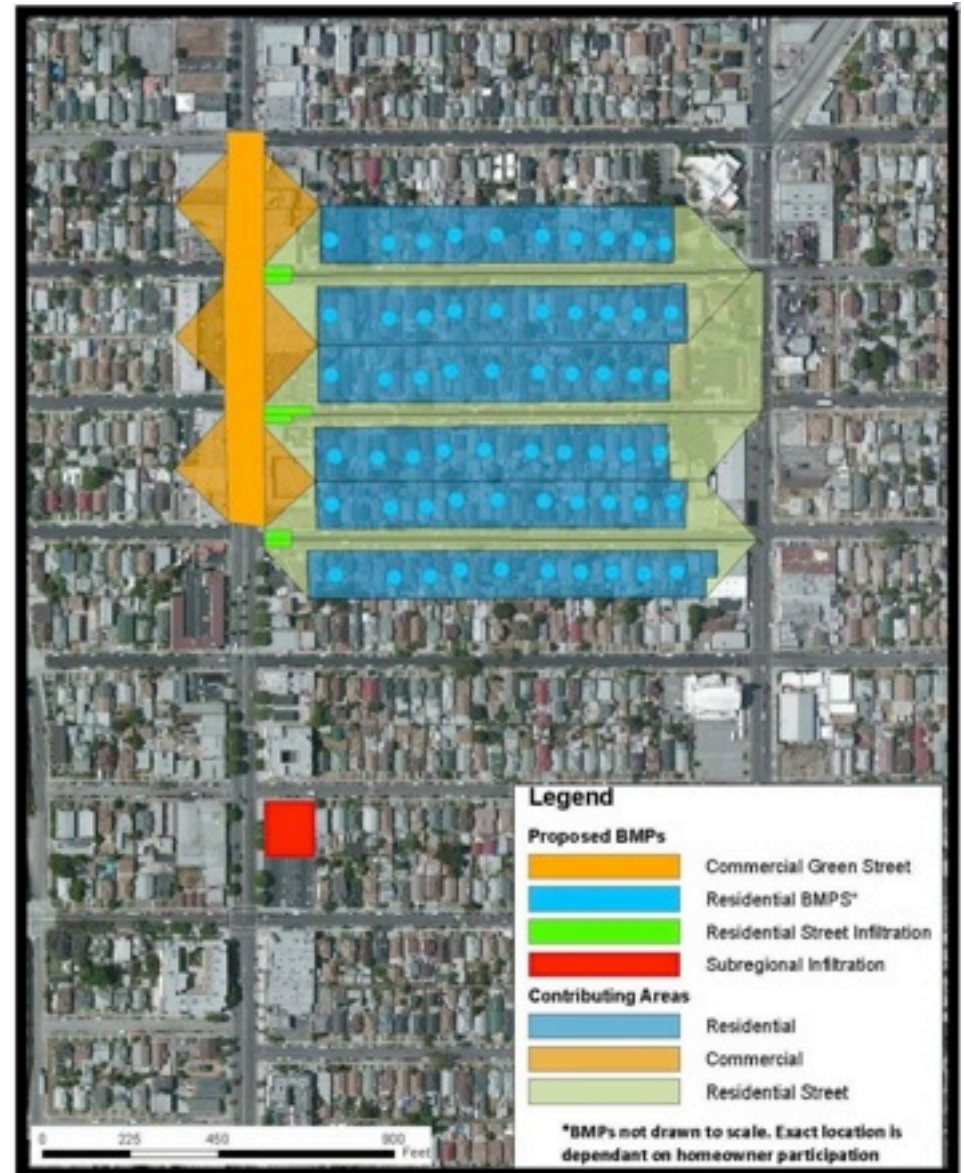 Legend
Proposed BMPs
Commercial Green Street
Residential BMPS*
Residential Street Infiltration
Subregional Infiltration
Contributing Areas
Residential
Commercial
Residential Street
*BMPs not drawn to scale. Exact location is
dependant on homeowner participation
0 225 450 900
Feet